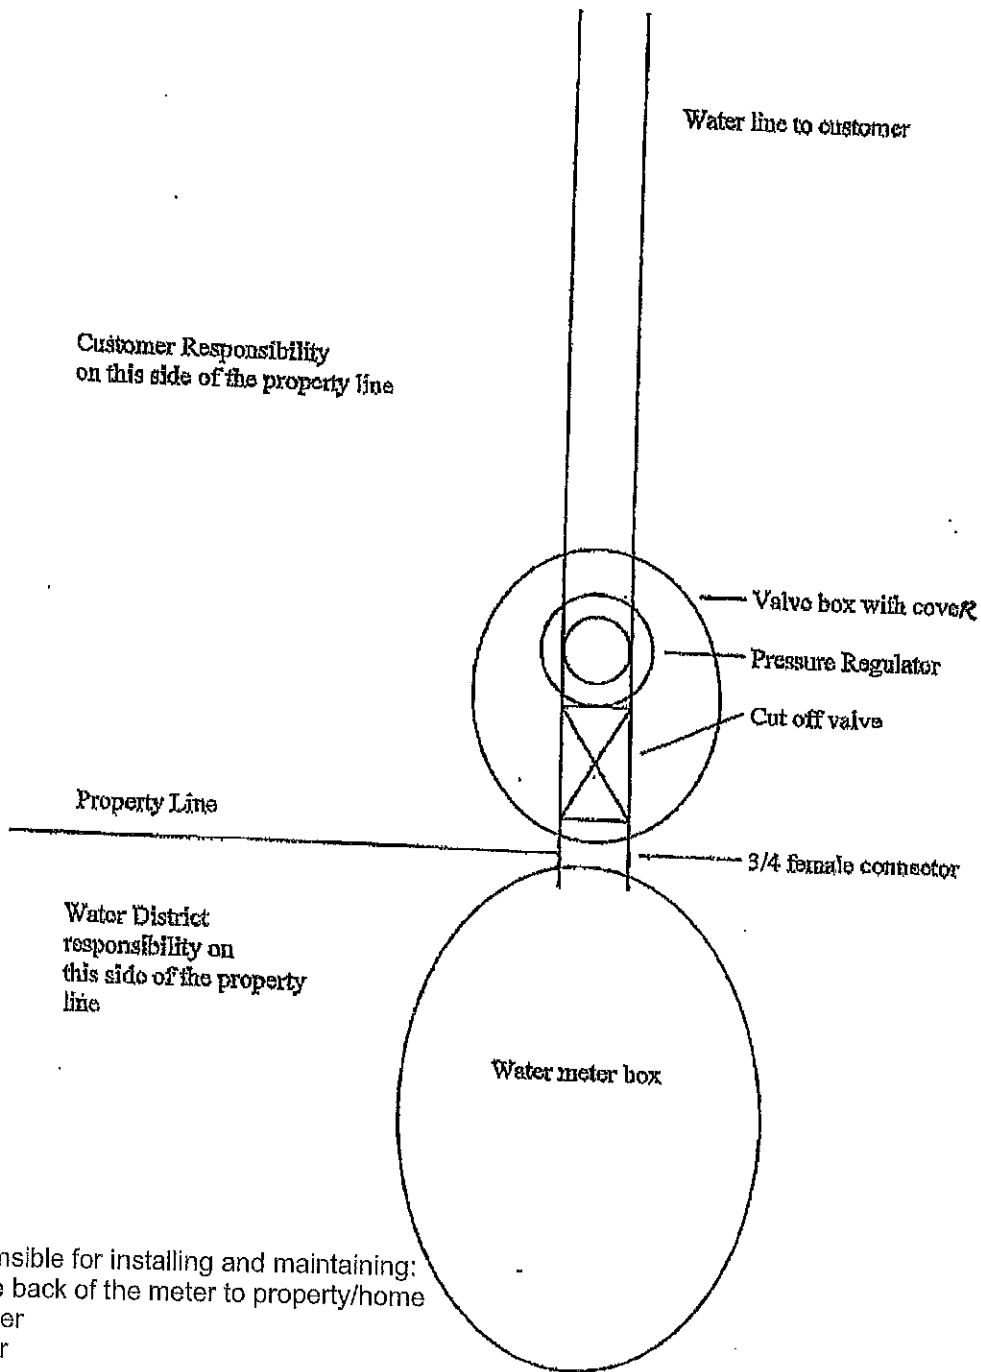 Water line to customer
Customer Responsibility
on this side of the property line
Valve box with coveR
Pressure Regulator
Cut off valve
Property Line
3/4 female connector
Water District
responsibility on
this side of the property
line
Water meter box
for installing and maintaining:
back of the meter to property/home